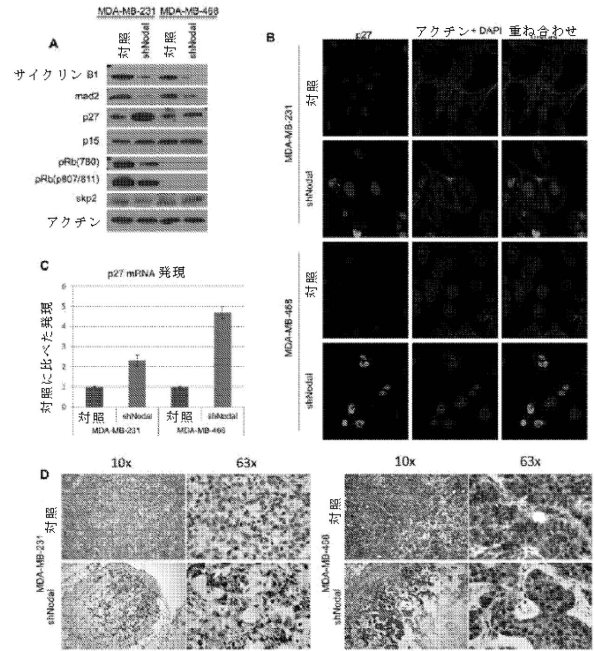 A
MDA-MB-231 MDA-MB-468
対照 shNodal 対照 shNodal
サイクリン B1
mad2
p27
p15
pRb(780)
pRb(p807/811)
skp2
アクチン
B
p27 アクチン+ DAPI 重ね合わせ
MDA-MB-231
対照
shNodal
MDA-MB-468
対照
shNodal
C
p27 mRNA 発現
対照に比べた発現
6
5
4
3
2
1
0
対照 shNodal 対照 shNodal
MDA-MB-231 MDA-MB-468
D
10x 63x
MDA-MB-231
対照
shNodal
10x 63x
MDA-MB-468
対照
shNodal